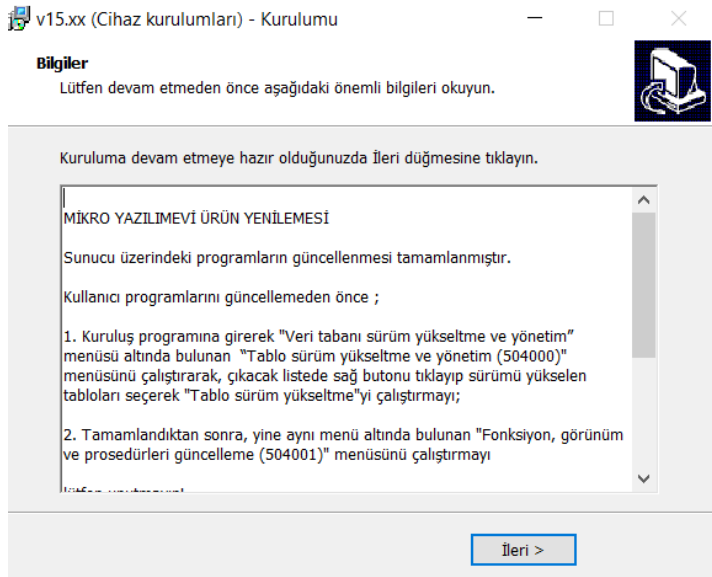 v15.xx (Cihaz kurulumları) - Kurulumu
Bilgiler
Lütfen devam etmeden önce aşağıdaki önemli bilgileri okuyun.
Kuruluma devam etmeye hazır olduğunuzda İleri düğmesine tıklayın.
MİKRO YAZILIMEVİ ÜRÜN YENİLEMESİ
Sunucu üzerindeki programların güncellenmesi tamamlanmıştır.
Kullanıcı programlarını güncellemeden önce ;
1. Kuruluş programına girerek "Veri tabanı sürüm yükseltme ve yönetim”
menüsü altında bulunan “Tablo sürüm yükseltme ve yönetim (504000)"
menüsünü çalıştırarak, çıkacak listede sağ butonu tıklayıp sürümü yükselen
tabloları seçerek "Tablo sürüm yükseltme"yi çalıştırmayı;
2. Tamamlandıktan sonra, yine aynı menü altında bulunan "Fonksiyon, görünüm
ve prosedürleri güncelleme (504001)" menüsünü çalıştırmayı
lütfen unutmayın!
İleri >